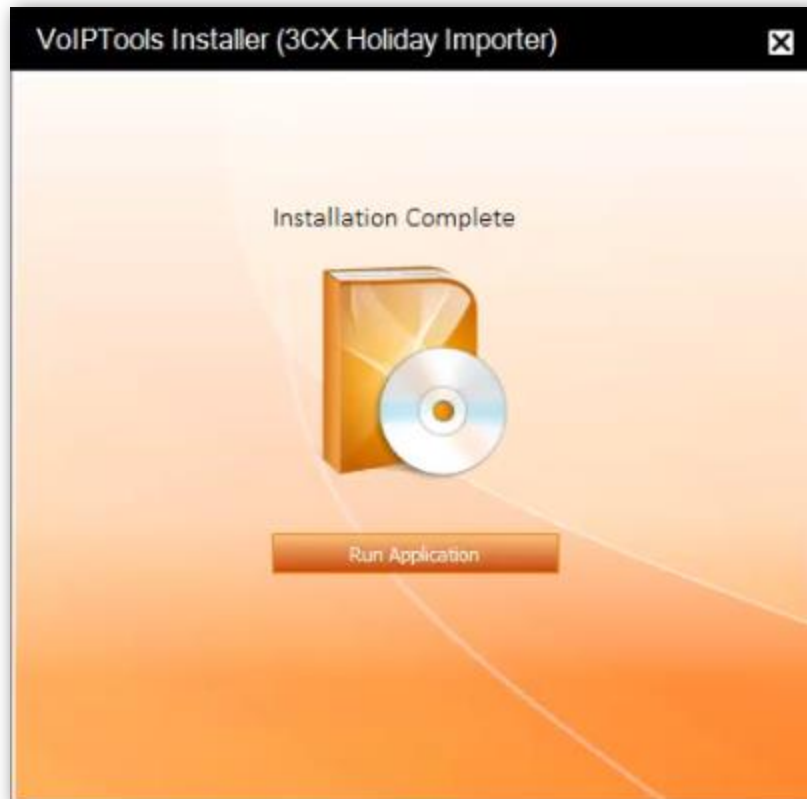 VoIPTools Installer (3CX Holiday Importer)
Installation Complete
Run Application